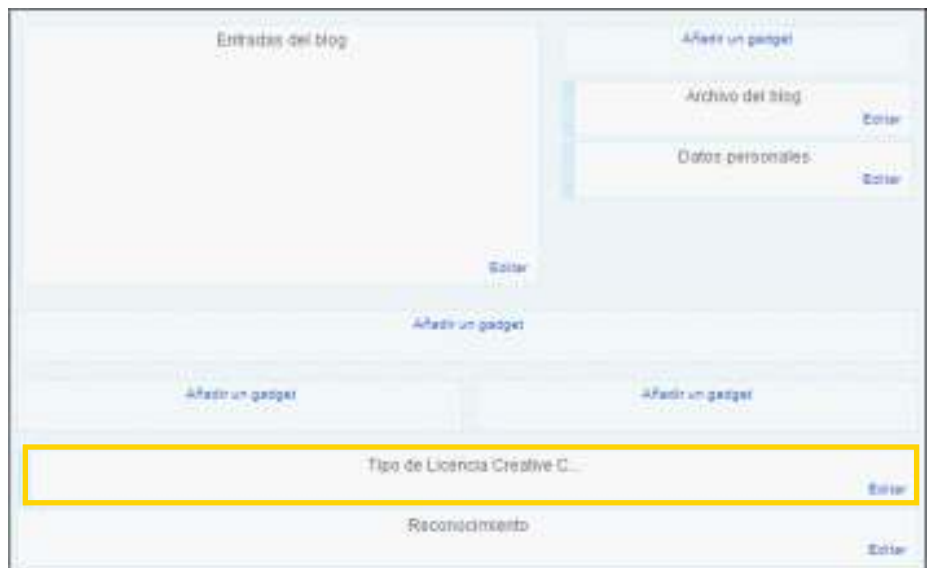 Entradas del blog
Añadir un gadget
Archivo del blog
Editar
Datos personales
Editar
Editar
Añadir un gadget
Añadir un gadget
Añadir un gadget
Tipo de Licencia Creative C...
Editar
Reconocimiento
Editar